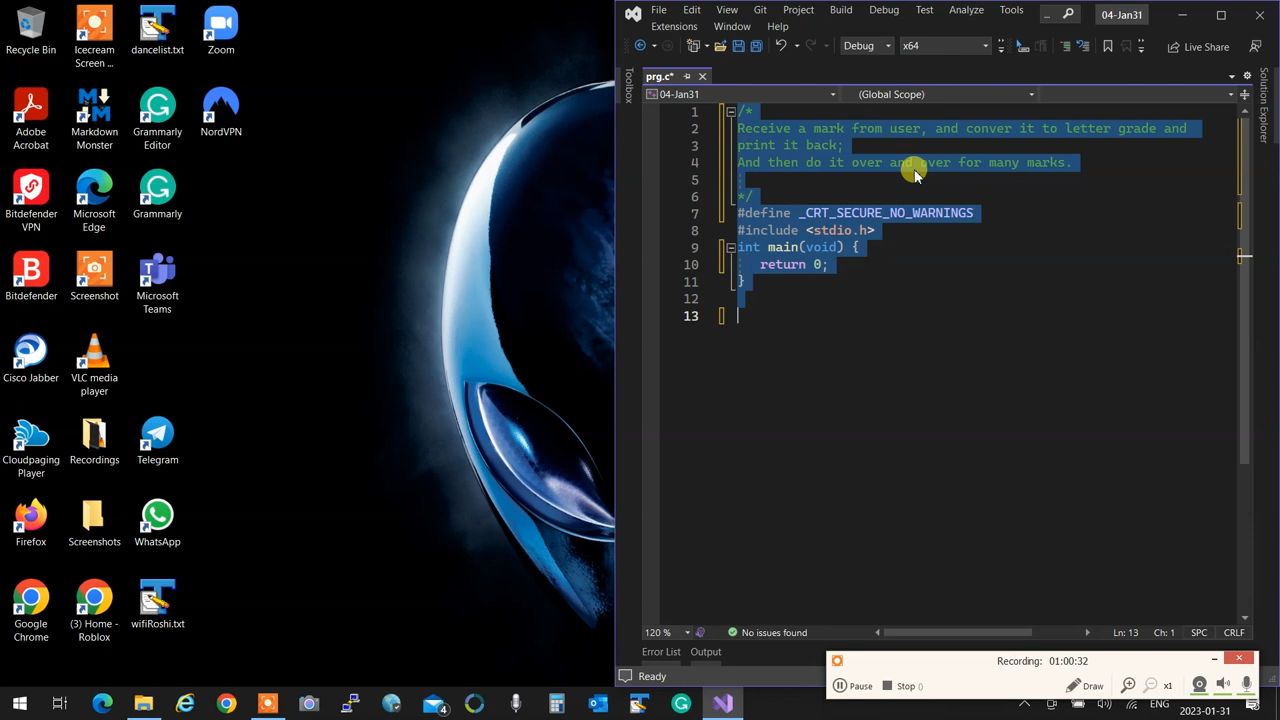 Recycle Bin
Icecream
Screen ...
dancelist.txt
Zoom
Adobe
Acrobat
Markdown
Monster
Grammarly
Editor
NordVPN
Bitdefender
VPN
Microsoft
Edge
Grammarly
Bitdefender
Screenshot
Microsoft
Teams
Cisco Jabber
VLC media
player
Cloudpaging
Player
Recordings
Telegram
Firefox
Screenshots
WhatsApp
Google
Chrome
(3) Home -
Roblox
wifiRoshi.txt
File Edit View Git Project Build Debug Test Analyze Tools ... 04-Jan31
Extensions Window Help
Debug x64 Live Share
Toolbox
Solution Explorer
prg.c*
04-Jan31 (Global Scope)
1 /*
2 Receive a mark from user, and conver it to letter grade and
3 print it back;
4 And then do it over and over for many marks.
5
6 */
7 #define _CRT_SECURE_NO_WARNINGS
8 #include <stdio.h>
9 int main(void) {
10 return 0;
11 }
12
13
120 % No issues found Ln: 13 Ch: 1 SPC CRLF
Error List Output
Ready
Recording: 01:00:32
Pause Stop () Draw x1
4 ENG 2023-01-31